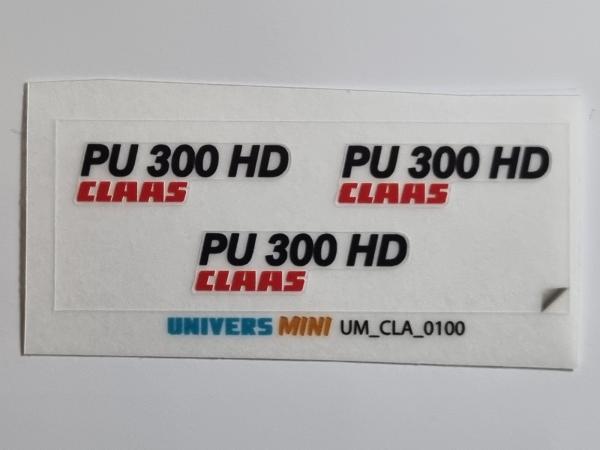 PU 300 HD
CLAAS
PU 300 HD
CLAAS
PU 300 HD
CLAAS
UNIVERS MINI UM_CLA_0100